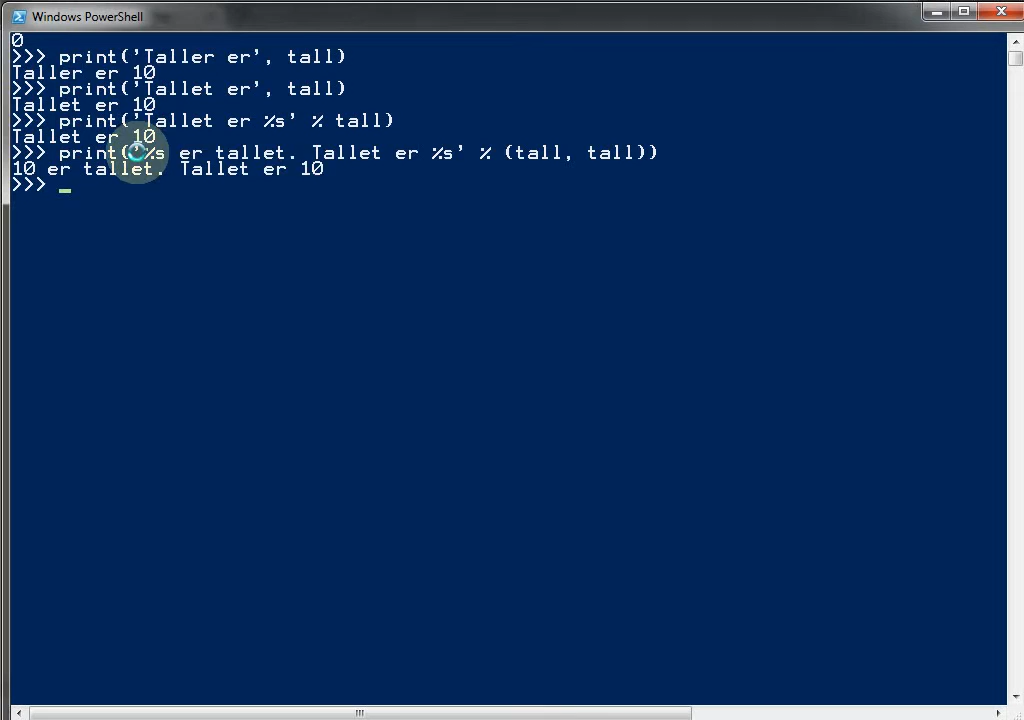 Windows PowerShell
0
>>> print('Taller er', tall)
Taller er 10
>>> print('Tallet er', tall)
Tallet er 10
>>> print('Tallet er %s' % tall)
Tallet er 10
>>> print('%s er tallet. Tallet er %s' % (tall, tall))
10 er tallet. Tallet er 10
>>>